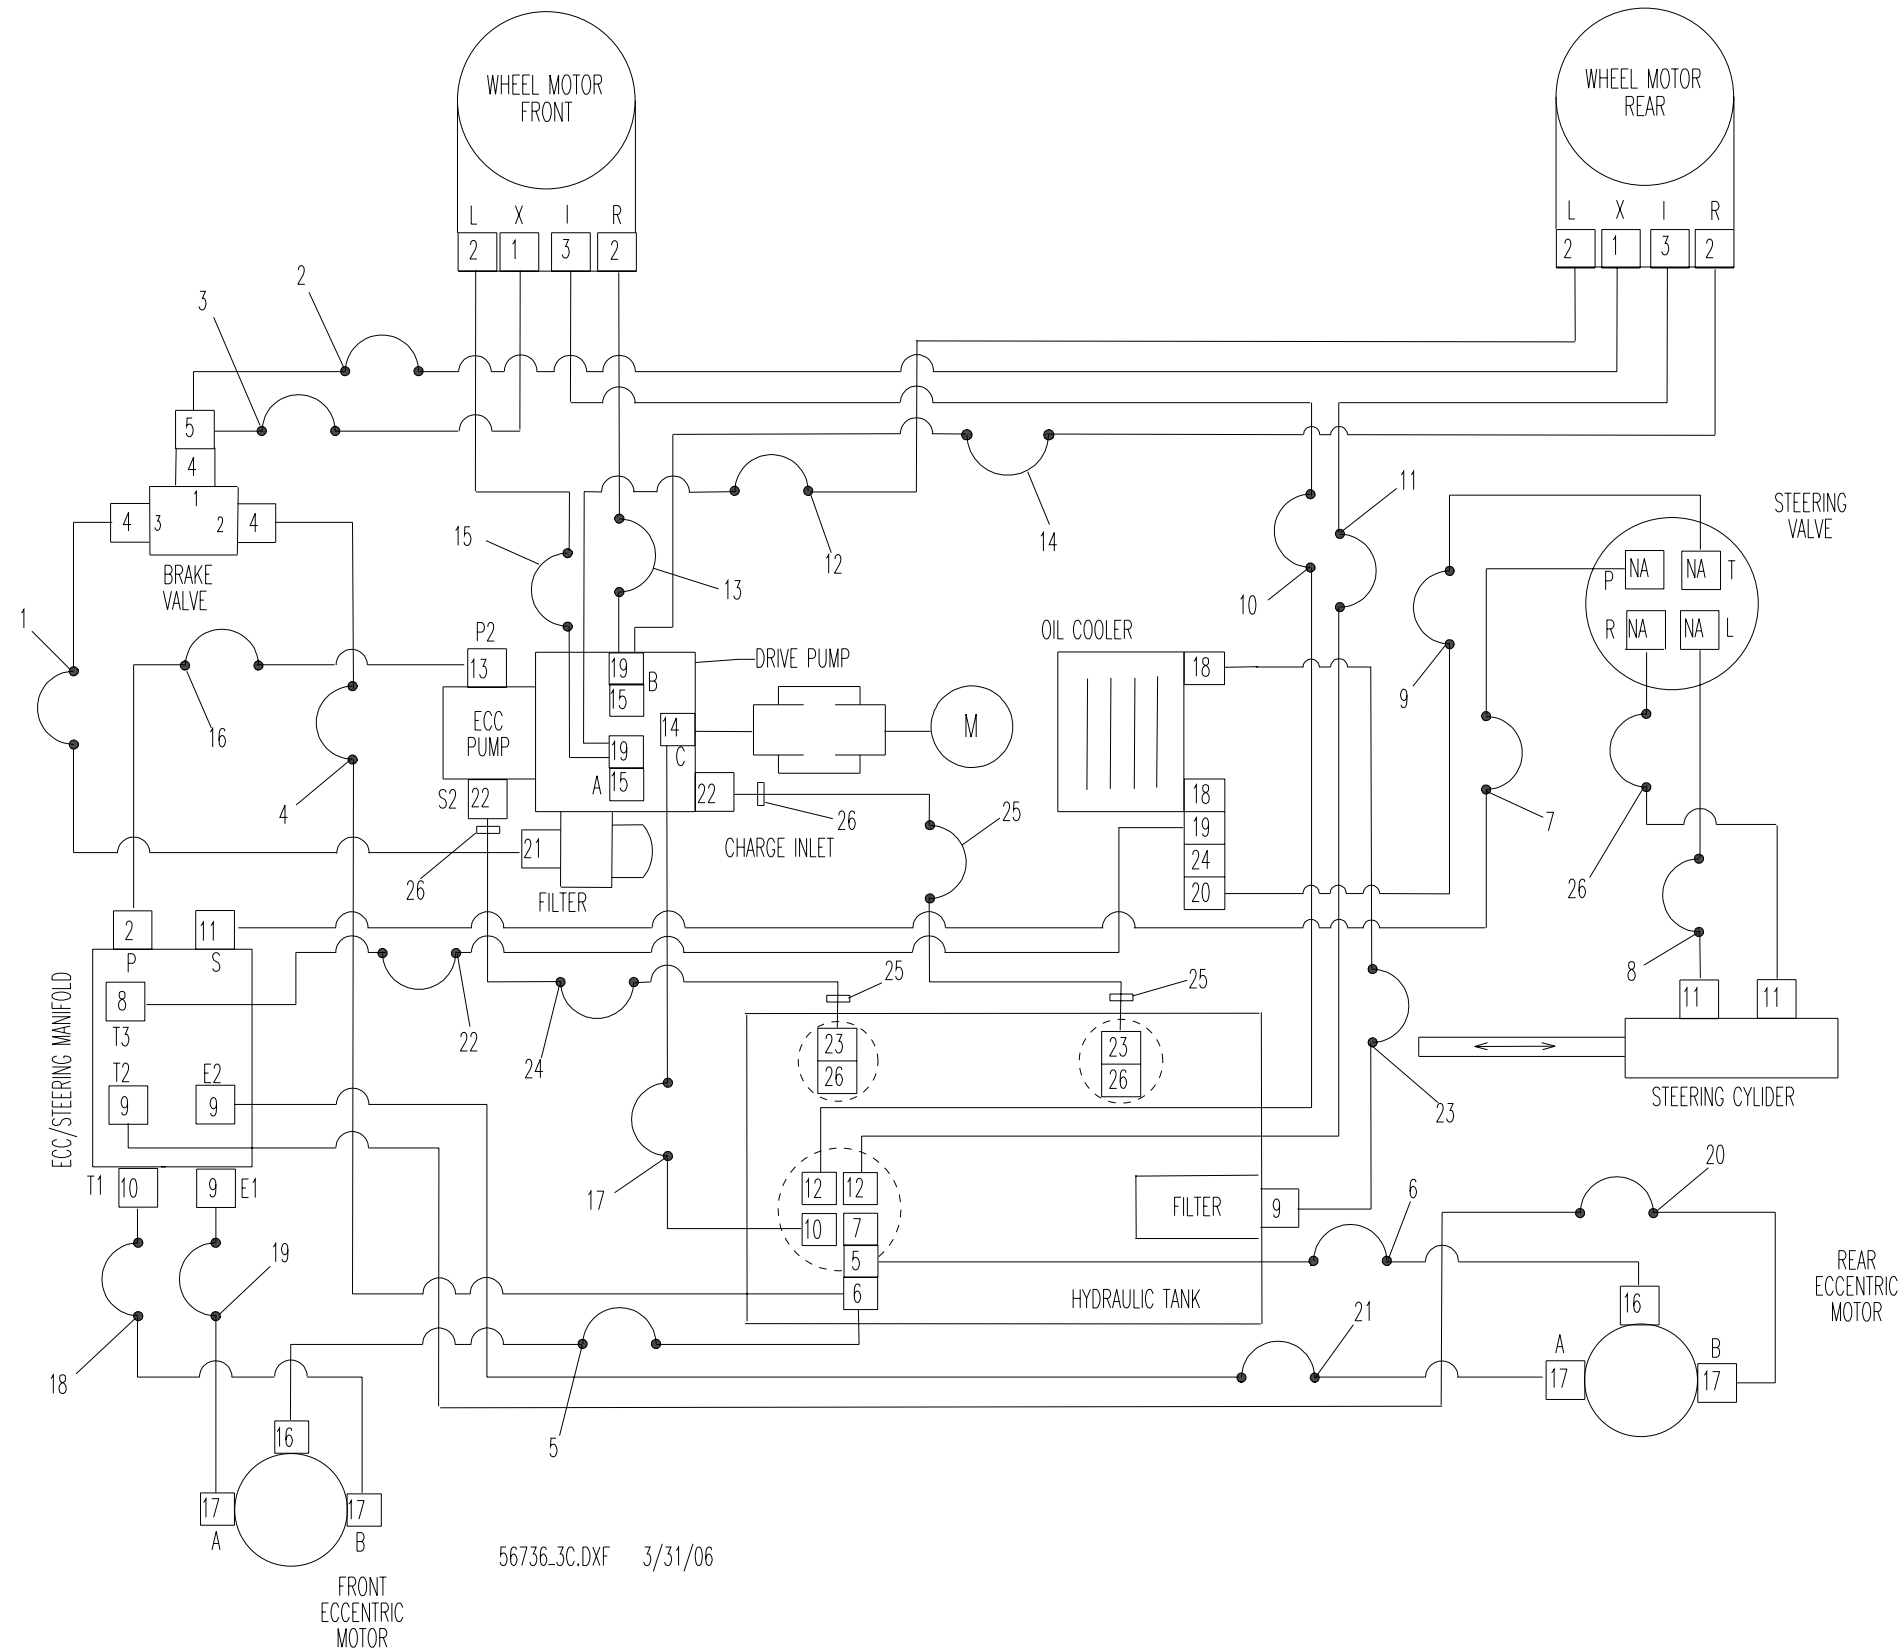 WHEEL MOTOR
FRONT
WHEEL MOTOR
REAR
L X I R
2 1 3 2
L X I R
2 1 3 2
2
3
5
4
1
4 3 2 4
BRAKE
VALVE
1
15
13
12
14
11
10
STEERING
VALVE
P NA NA T
R NA NA L
9
7
26
8
16
4
P2
13
ECC
PUMP
S2 22
26
19
B
15
14
C
19
A 15
22
DRIVE PUMP
M
26
CHARGE INLET
25
21
FILTER
OIL COOLER
18
18
19
24
20
2 11
P S
8
T3
T2 E2
9 9
T1 10 9 E1
ECC/STEERING MANIFOLD
22
24
25
25
23
26
23
26
17
12 12
10 7
5
6
FILTER
9
HYDRAULIC TANK
23
11 11
STEERING CYLIDER
20
6
21
REAR
ECCENTRIC
MOTOR
16
A B
17 17
18
19
5
16
17 17
A B
FRONT
ECCENTRIC
MOTOR
56736_3C.DXF 3/31/06